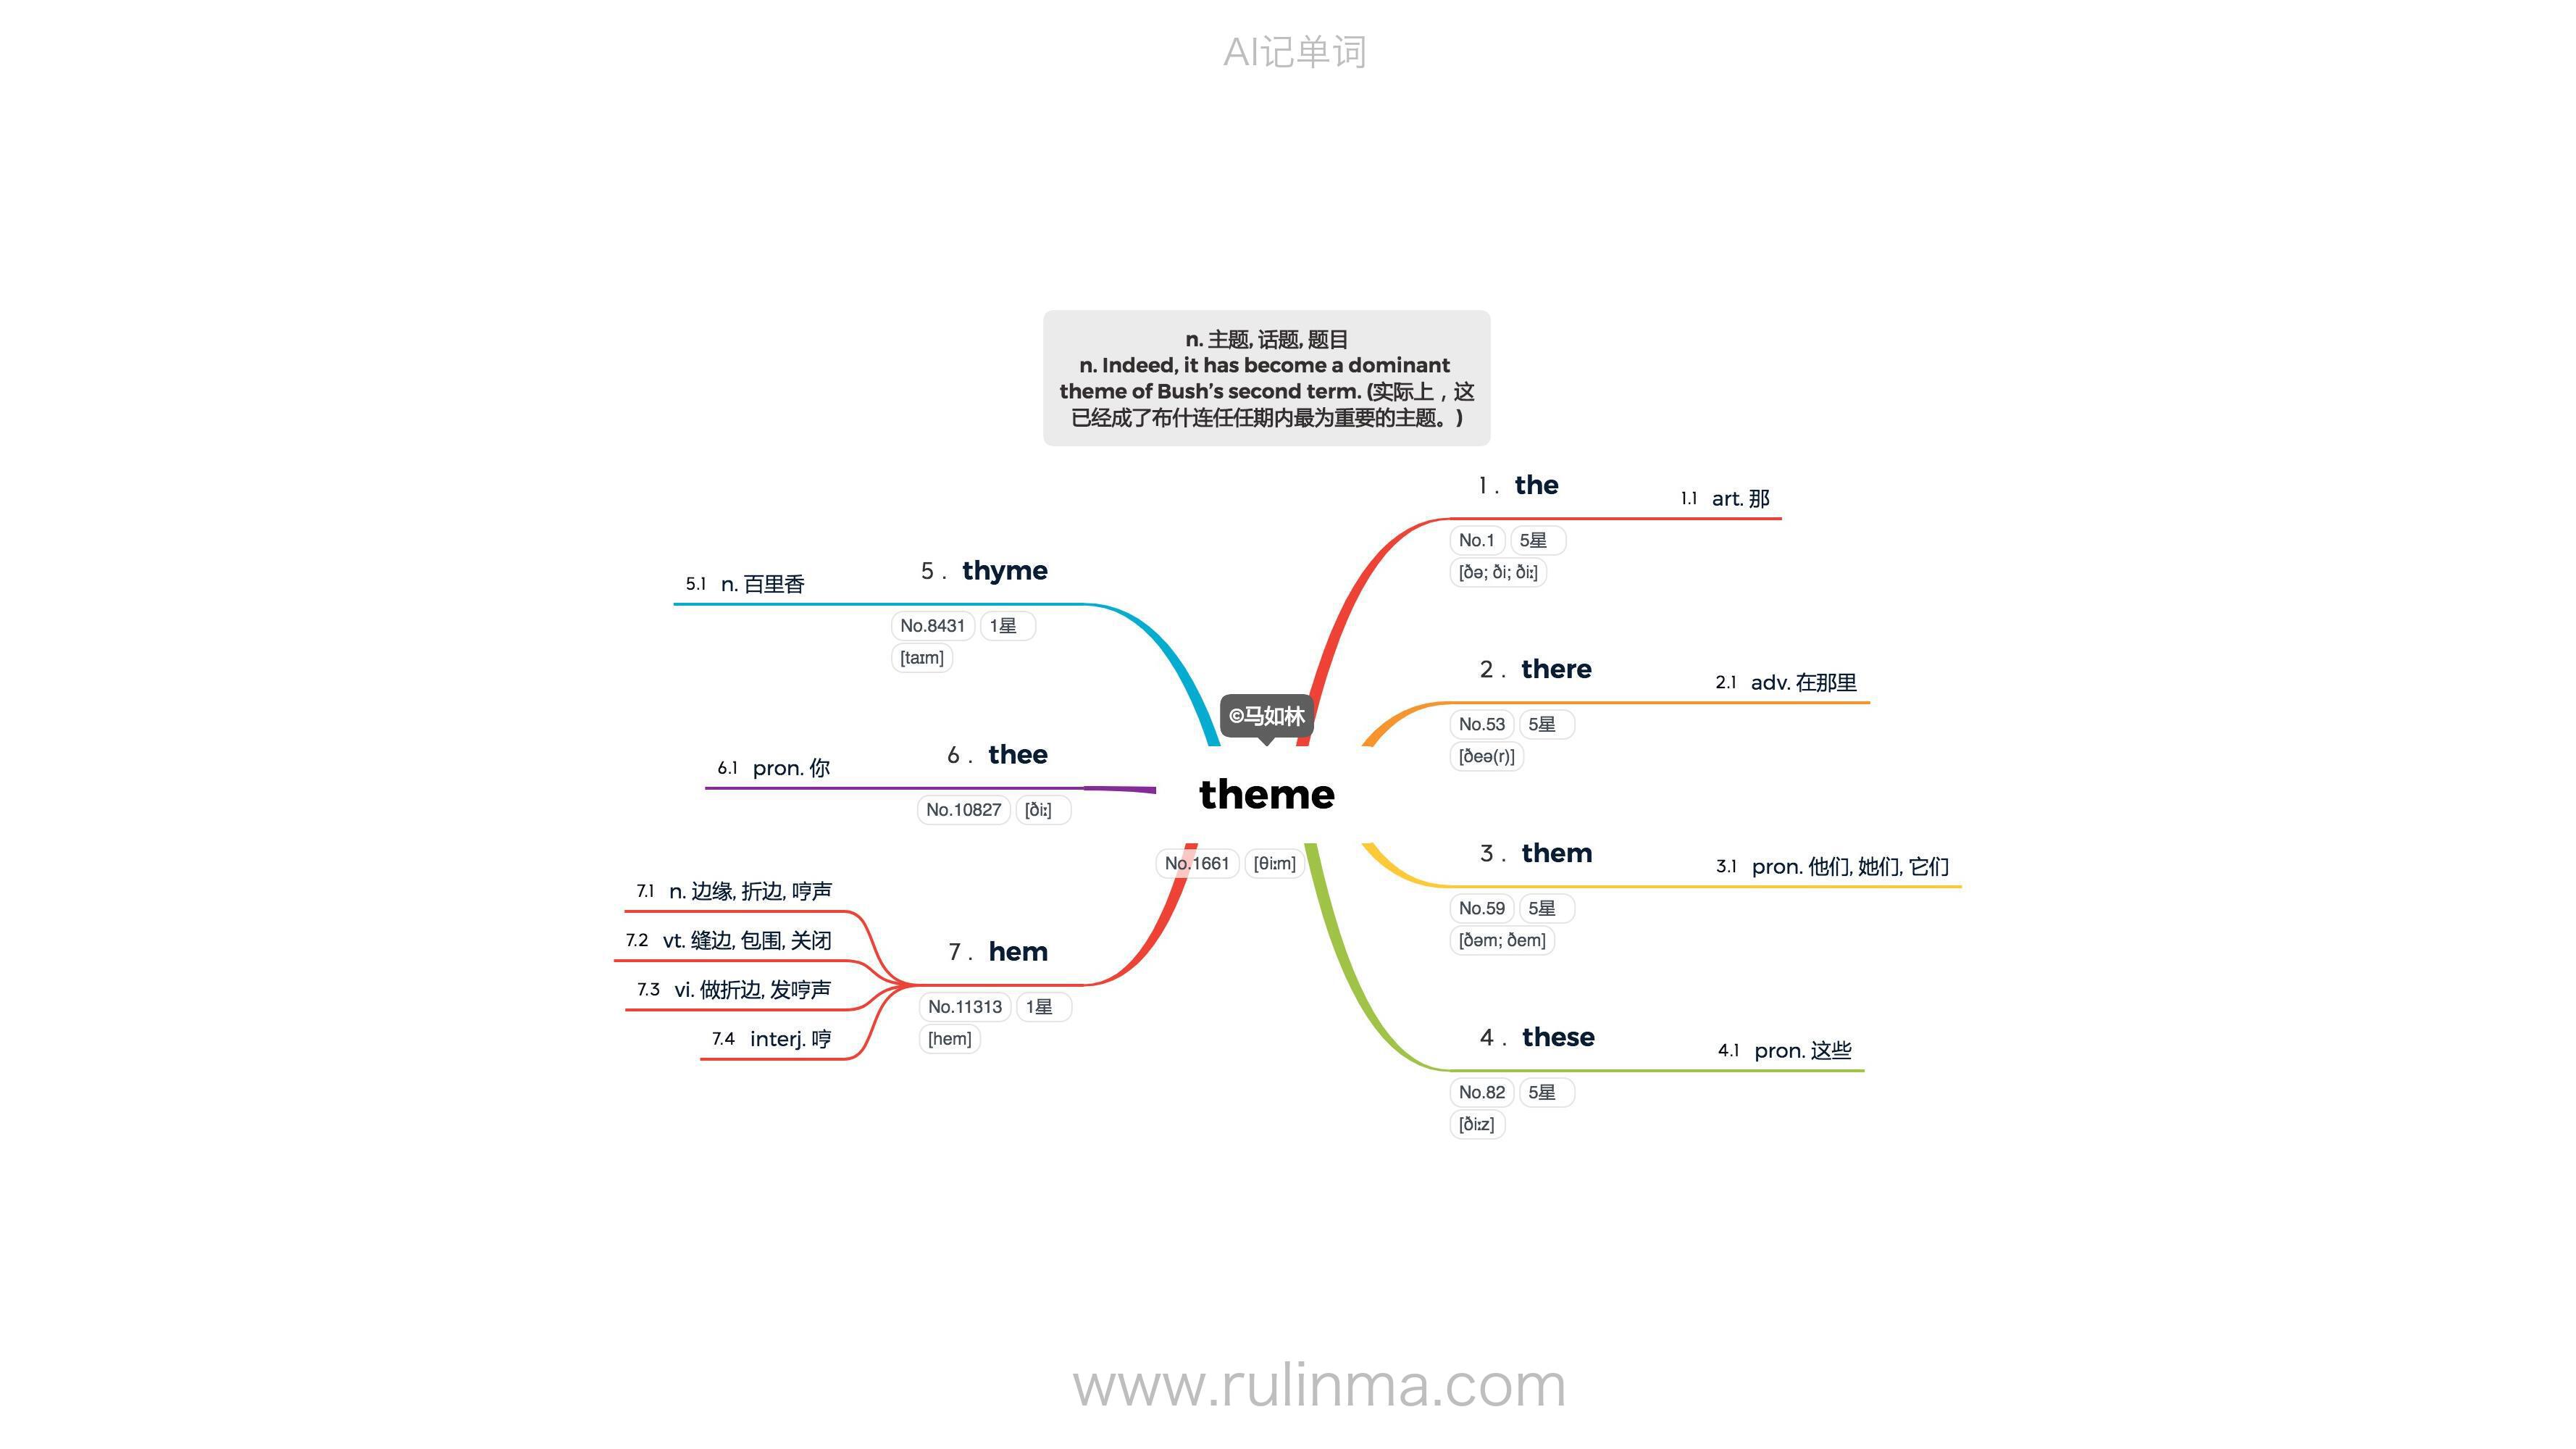 AI记单词
n. 主题, 话题, 题目
n. Indeed, it has become a dominant
theme of Bush’s second term. (实际上，这
已经成了布什连任任期内最为重要的主题。)
©马如林
theme
No.1661 [θiːm]
1. the
No.1 5星
[ðə; ði; ðiː]
1.1 art. 那
2. there
No.53 5星
[ðeə(r)]
2.1 adv. 在那里
3. them
No.59 5星
[ðəm; ðem]
3.1 pron. 他们, 她们, 它们
4. these
No.82 5星
[ðiːz]
4.1 pron. 这些
5. thyme
No.8431 1星
[taɪm]
5.1 n. 百里香
6. thee
No.10827 [ðiː]
6.1 pron. 你
7. hem
No.11313 1星
[hem]
7.1 n. 边缘, 折边, 哼声
7.2 vt. 缝边, 包围, 关闭
7.3 vi. 做折边, 发哼声
7.4 interj. 哼
www.rulinma.com